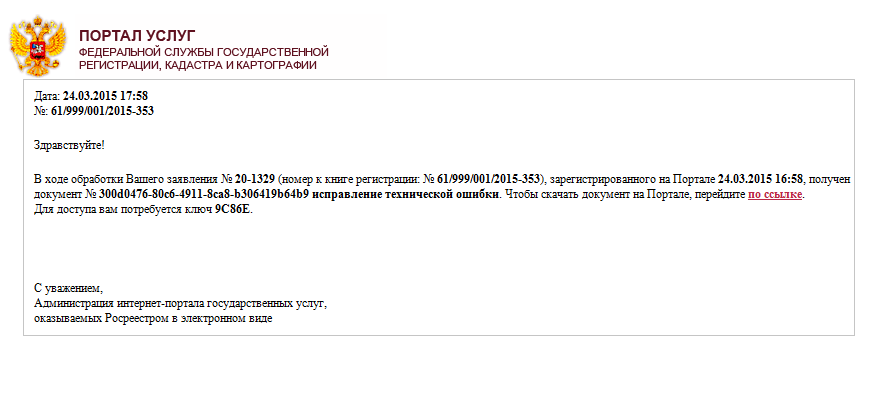 ПОРТАЛ УСЛУГ
ФЕДЕРАЛЬНОЙ СЛУЖБЫ ГОСУДАРСТВЕННОЙ
РЕГИСТРАЦИИ, КАДАСТРА И КАРТОГРАФИИ
Дата: 24.03.2015 17:58
№: 61/999/001/2015-353
Здравствуйте!
В ходе обработки Вашего заявления № 20-1329 (номер к книге регистрации: № 61/999/001/2015-353), зарегистрированного на Портале 24.03.2015 16:58, получен
документ № 300d0476-80c6-4911-8ca8-b306419b64b9 исправление технической ошибки. Чтобы скачать документ на Портале, перейдите по ссылке.
Для доступа вам потребуется ключ 9C86E.
С уважением,
Администрация интернет-портала государственных услуг,
оказываемых Росреестром в электронном виде